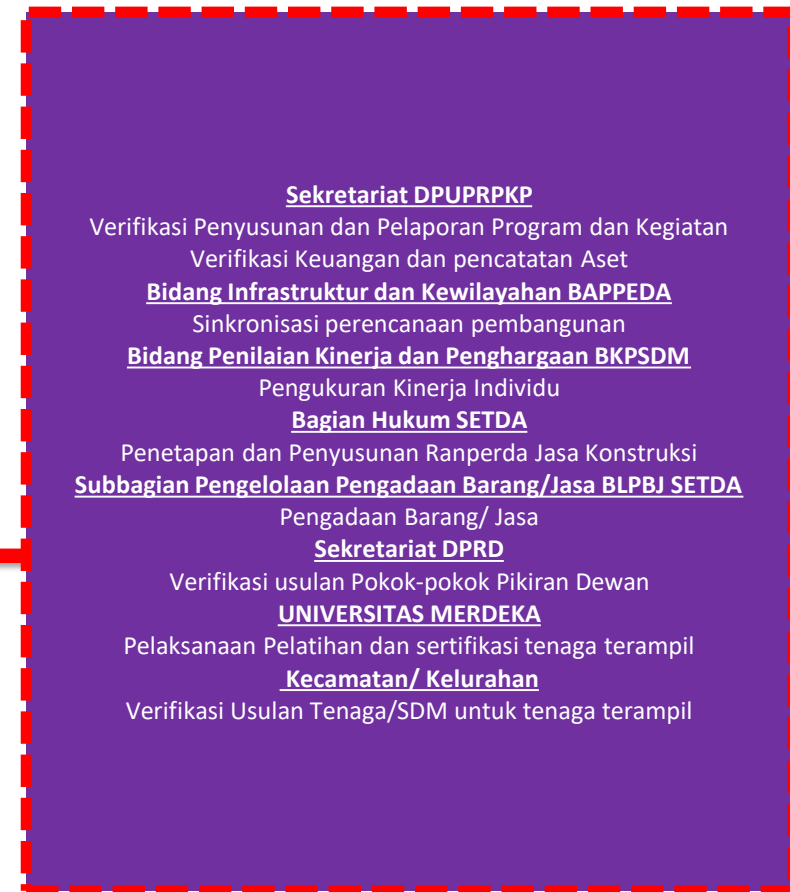 Sekretariat DPUPRPKP
Verifikasi Penyusunan dan Pelaporan Program dan Kegiatan
Verifikasi Keuangan dan pencatatan Aset
Bidang Infrastruktur dan Kewilayahan BAPPEDA
Sinkronisasi perencanaan pembangunan
Bidang Penilaian Kinerja dan Penghargaan BKPSDM
Pengukuran Kinerja Individu
Bagian Hukum SETDA
Penetapan dan Penyusunan Ranperda Jasa Konstruksi
Subbagian Pengelolaan Pengadaan Barang/Jasa BLPBJ SETDA
Pengadaan Barang/ Jasa
Sekretariat DPRD
Verifikasi usulan Pokok-pokok Pikiran Dewan
UNIVERSITAS MERDEKA
Pelaksanaan Pelatihan dan sertifikasi tenaga terampil
Kecamatan/ Kelurahan
Verifikasi Usulan Tenaga/SDM untuk tenaga terampil